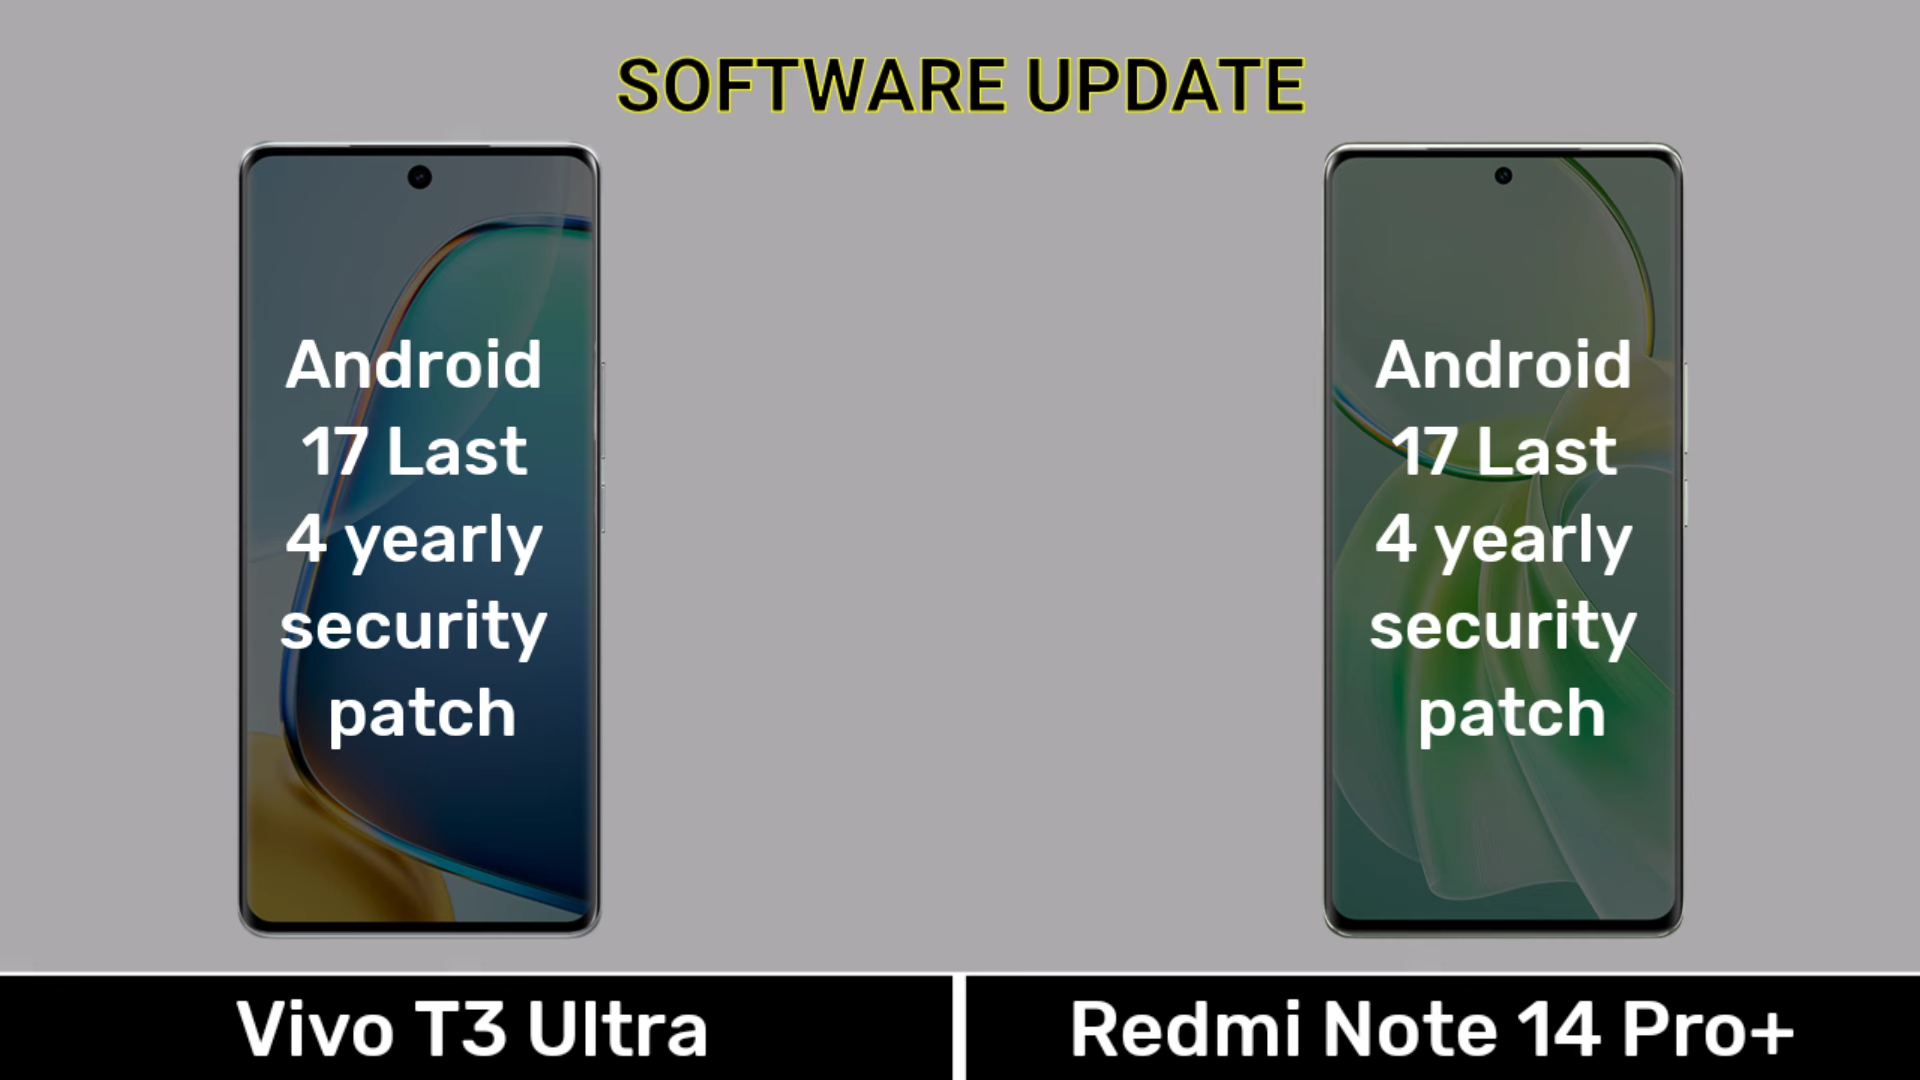 SOFTWARE UPDATE
Android
17 Last
4 yearly
security
patch
Android
17 Last
4 yearly
security
patch
Vivo T3 Ultra
Redmi Note 14 Pro+